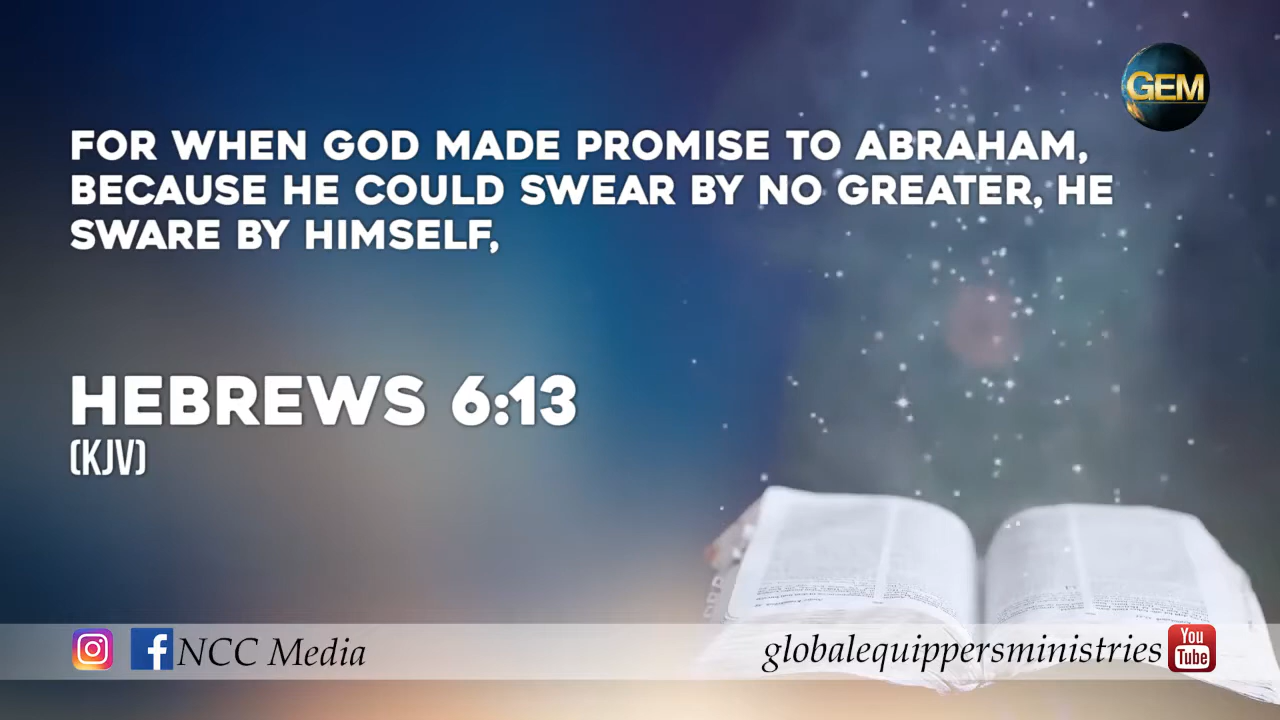 GEM
FOR WHEN GOD MADE PROMISE TO ABRAHAM,
BECAUSE HE COULD SWEAR BY NO GREATER, HE
SWARE BY HIMSELF,
HEBREWS 6:13
(KJV)
NCC Media
globalequippersministries
You
Tube